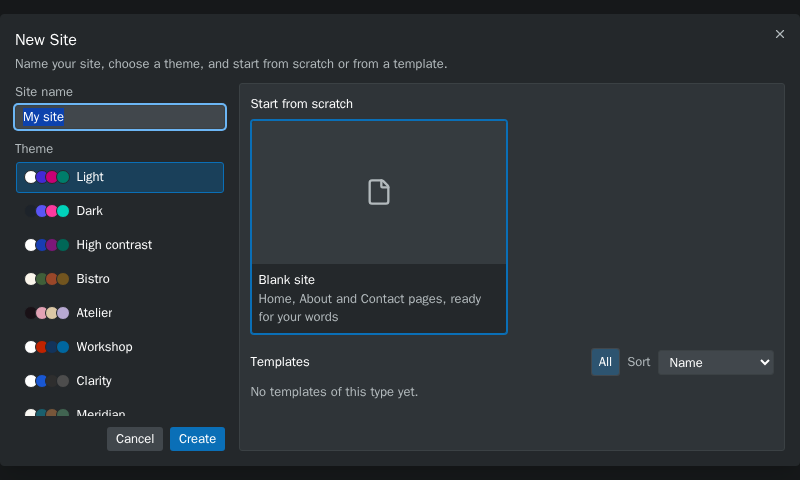 New Site
Name your site, choose a theme, and start from scratch or from a template.
Site name
My site
Theme
Light
Dark
High contrast
Bistro
Atelier
Workshop
Clarity
Meridian
Cancel
Create
Start from scratch
Blank site
Home, About and Contact pages, ready
for your words
Templates
All
Sort
Name
No templates of this type yet.